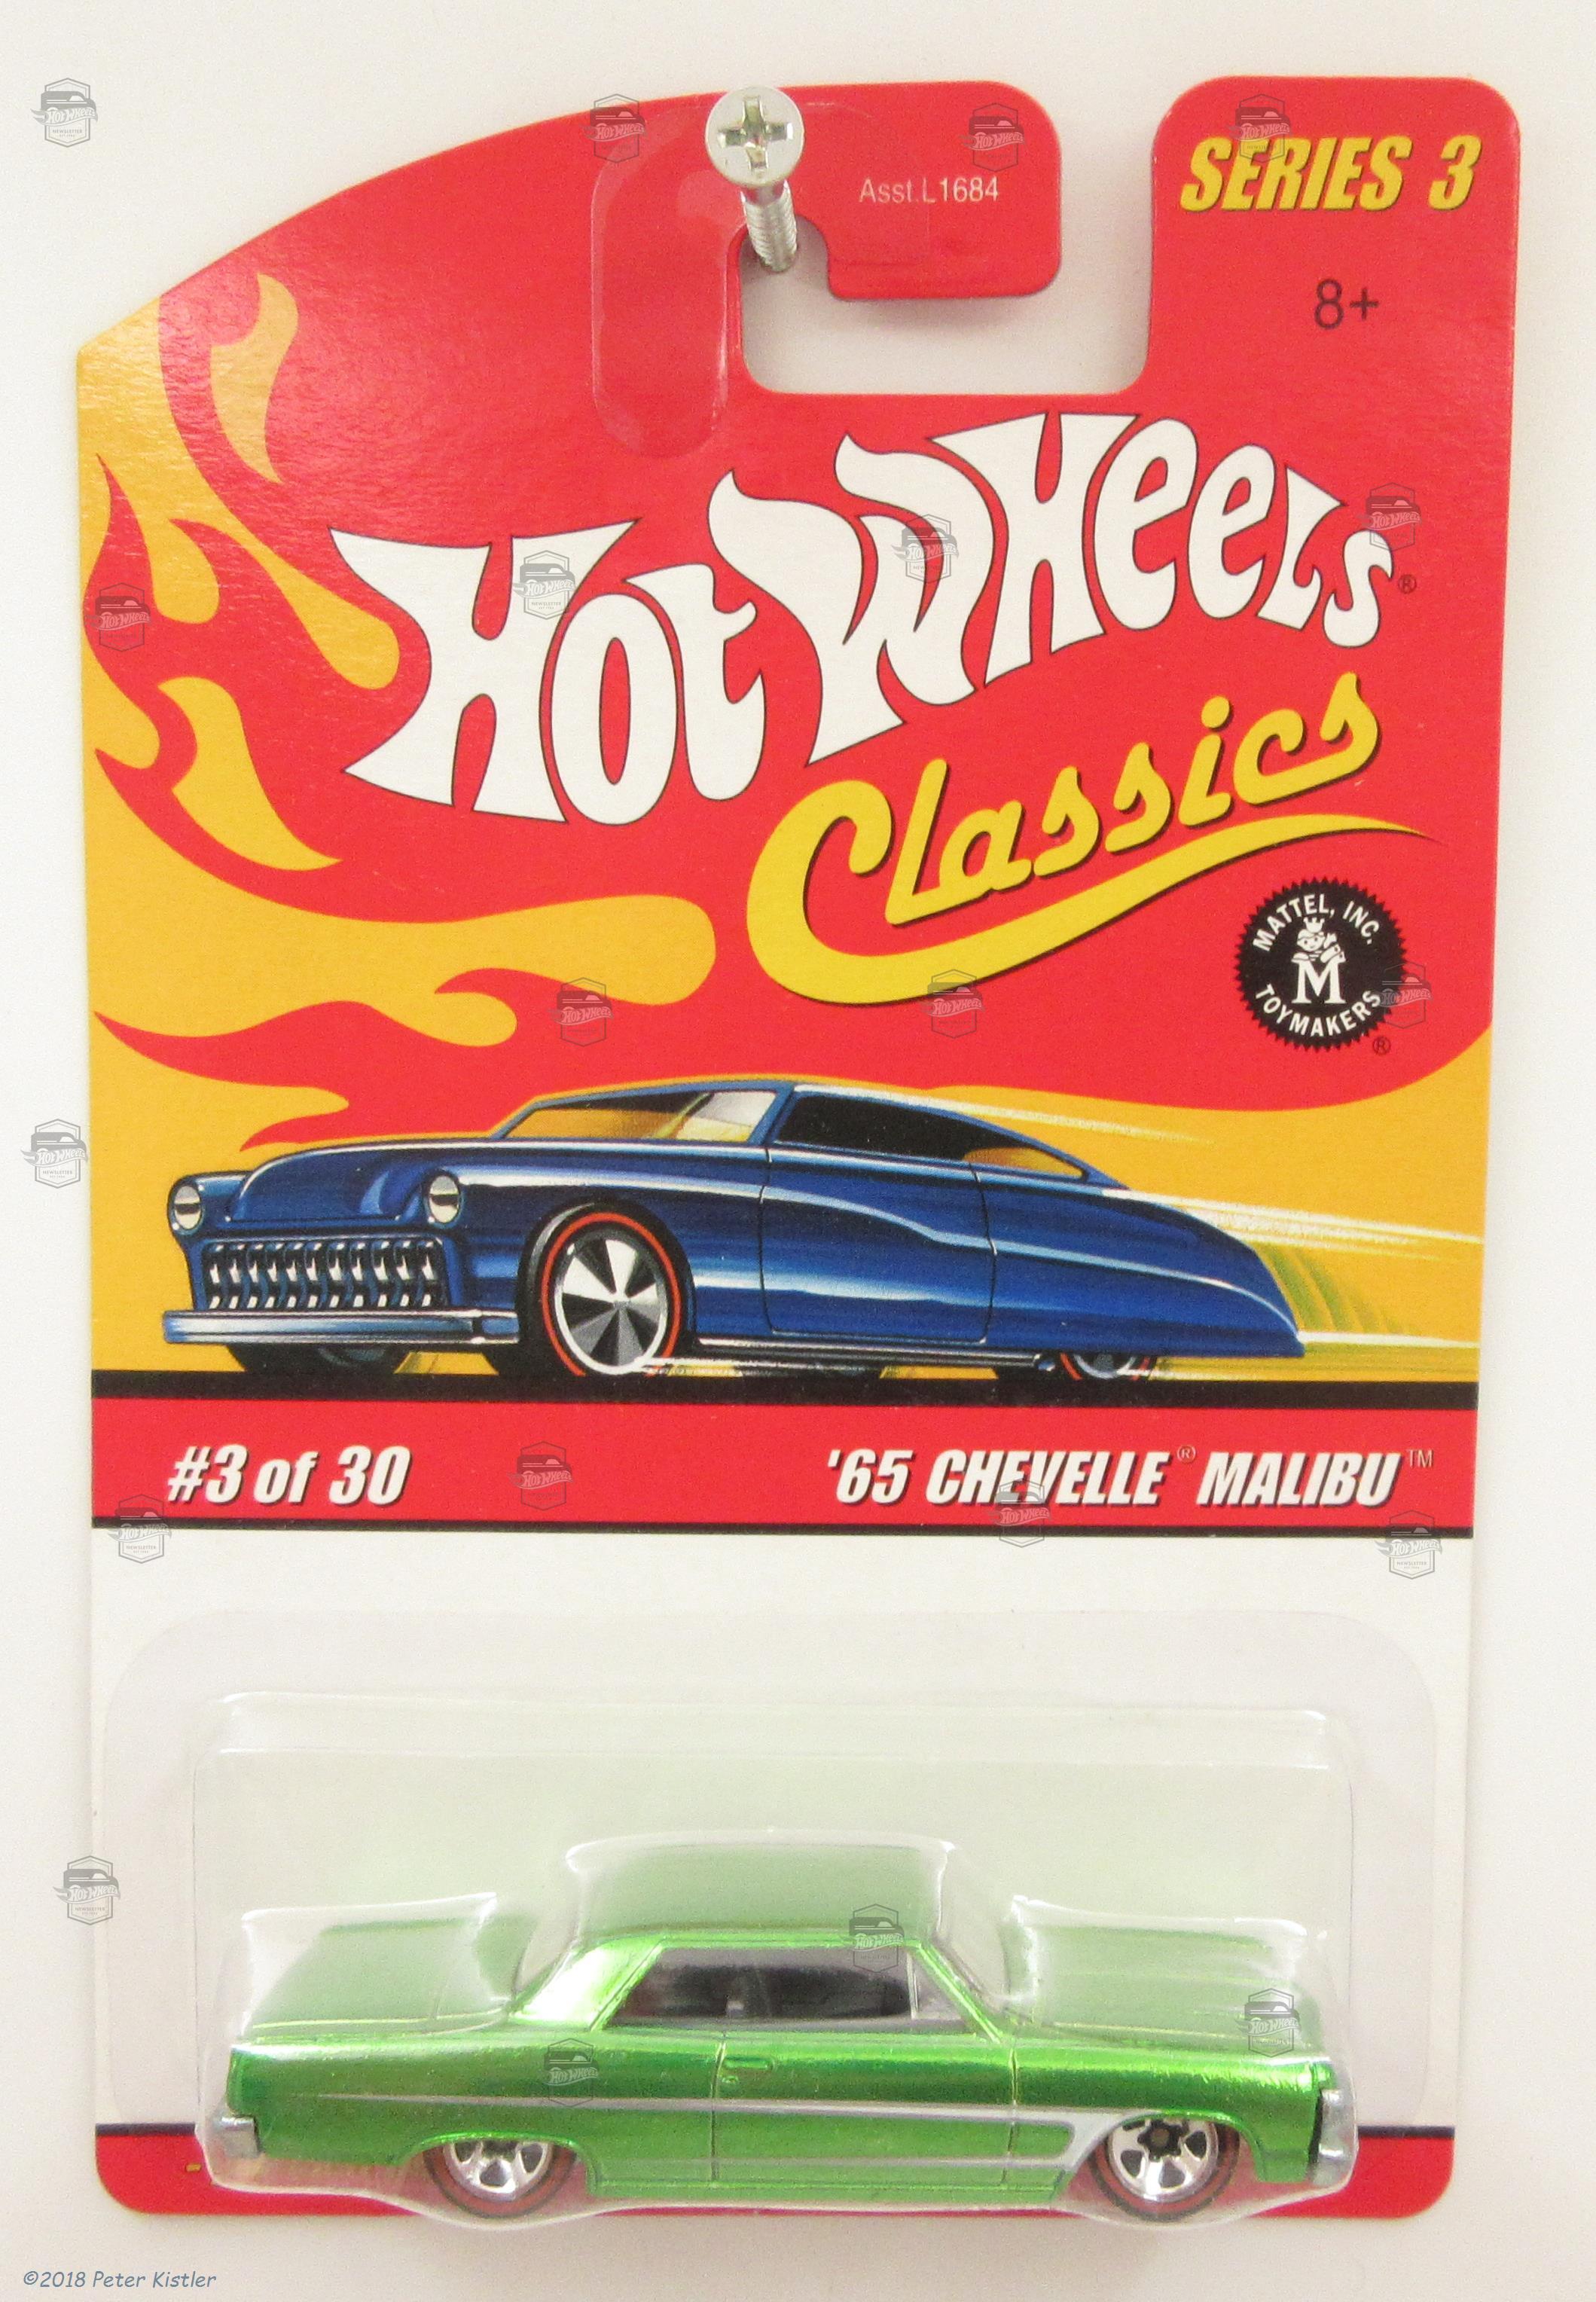 Asst.L1684
SERIES 3
8+
Hot Wheels®
Classics
MATTEL, INC.
M
TOYMAKERS
®
#3 of 30
'65 CHEVELLE® MALIBU™
©2018 Peter Kistler